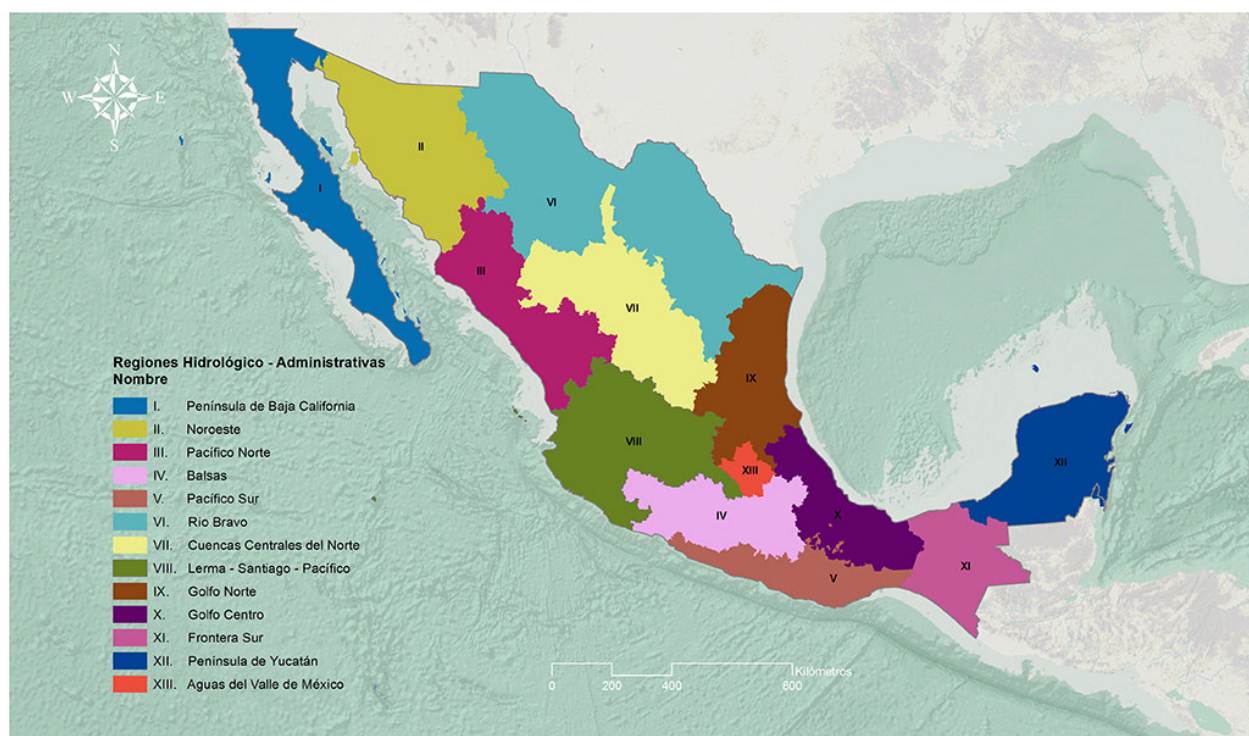 N
W E
S
I
II
III
VI
VII
VIII
IX
XIII
IV
X
V
XI
XII
Regiones Hidrológico - Administrativas
Nombre
I. Península de Baja California
II. Noroeste
III. Pacífico Norte
IV. Balsas
V. Pacífico Sur
VI. Rio Bravo
VII. Cuencas Centrales del Norte
VIII. Lerma - Santiago - Pacífico
IX. Golfo Norte
X. Golfo Centro
XI. Frontera Sur
XII. Península de Yucatán
XIII. Aguas del Valle de México
Kilómetros
0 200 400 800